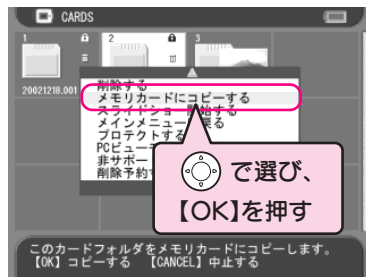 CARDS
1 2 3
20021218.001
削除する
メモリカードにコピーする
スライドショー 開始する
メインメニュー 戻る
プロテクトする
PCビュー
非サポー
削除予約
で選び、
【OK】を押す
このカードフォルダをメモリカードにコピーします。
【OK】コピーする 【CANCEL】中止する